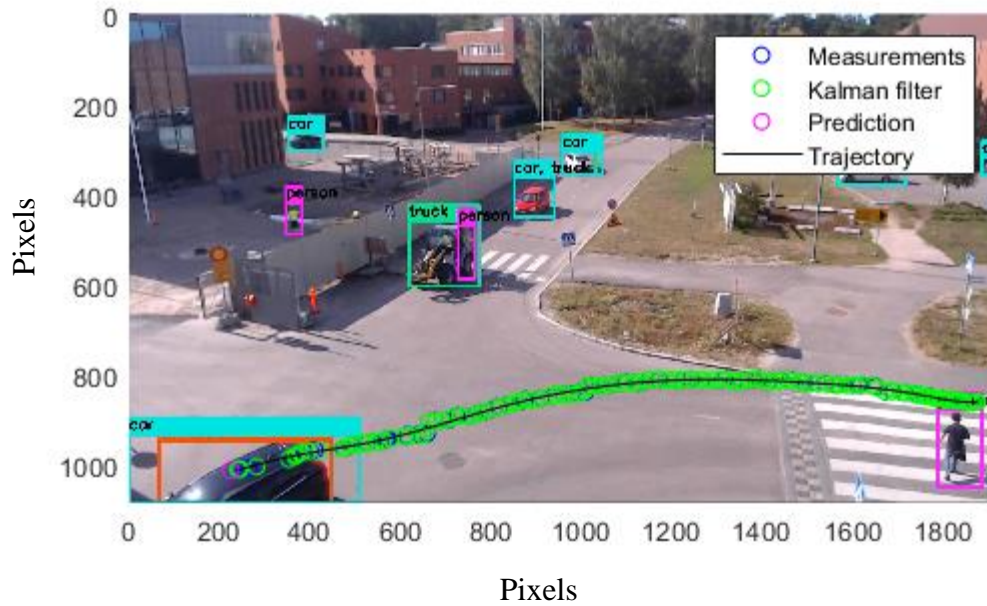 0
200
400
600
800
1000
Pixels
Measurements
Kalman filter
Prediction
Trajectory
car
car
car, truck
person
truck
person
car
0 200 400 600 800 1000 1200 1400 1600 1800
Pixels